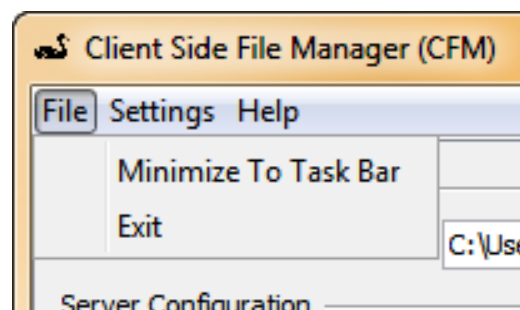 Client Side File Manager (CFM)
File Settings Help
Minimize To Task Bar
Exit
C:\Use
Server Configuration